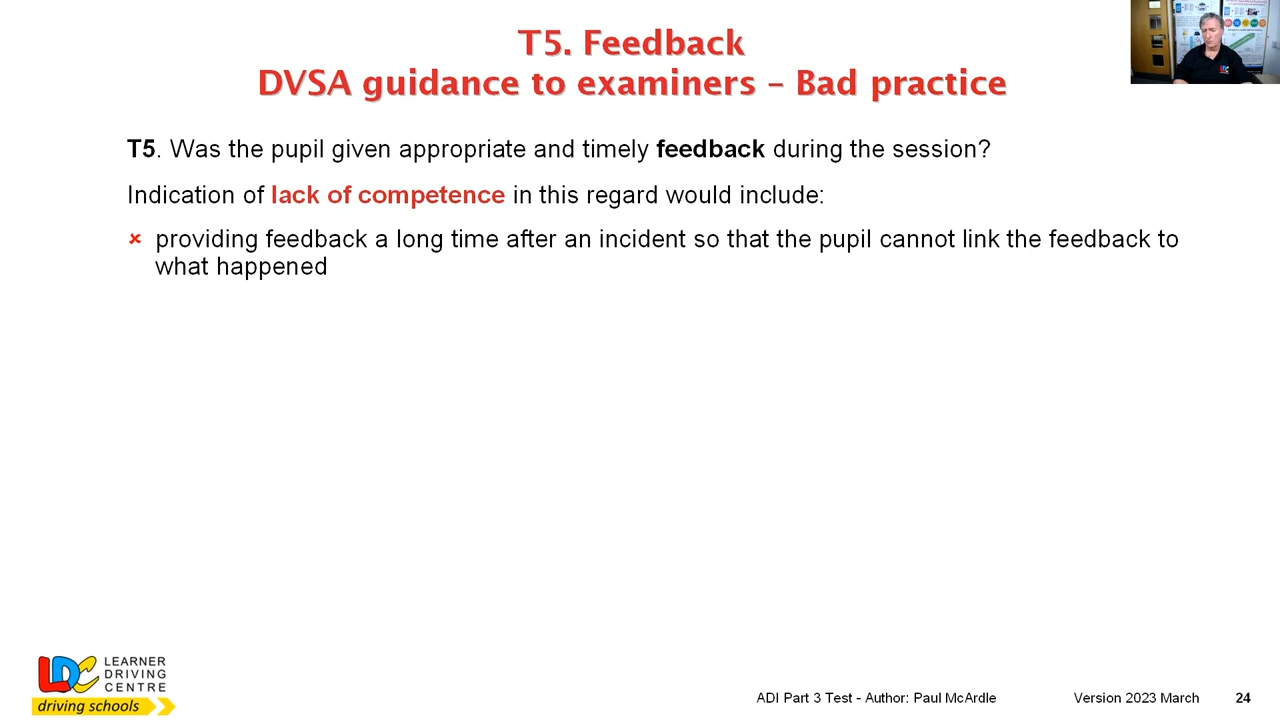 T5. Feedback
DVSA guidance to examiners – Bad practice
T5. Was the pupil given appropriate and timely feedback during the session?
Indication of lack of competence in this regard would include:
× providing feedback a long time after an incident so that the pupil cannot link the feedback to
what happened
LDC LEARNER
DRIVING
CENTRE
driving schools
ADI Part 3 Test - Author: Paul McArdle Version 2023 March 24